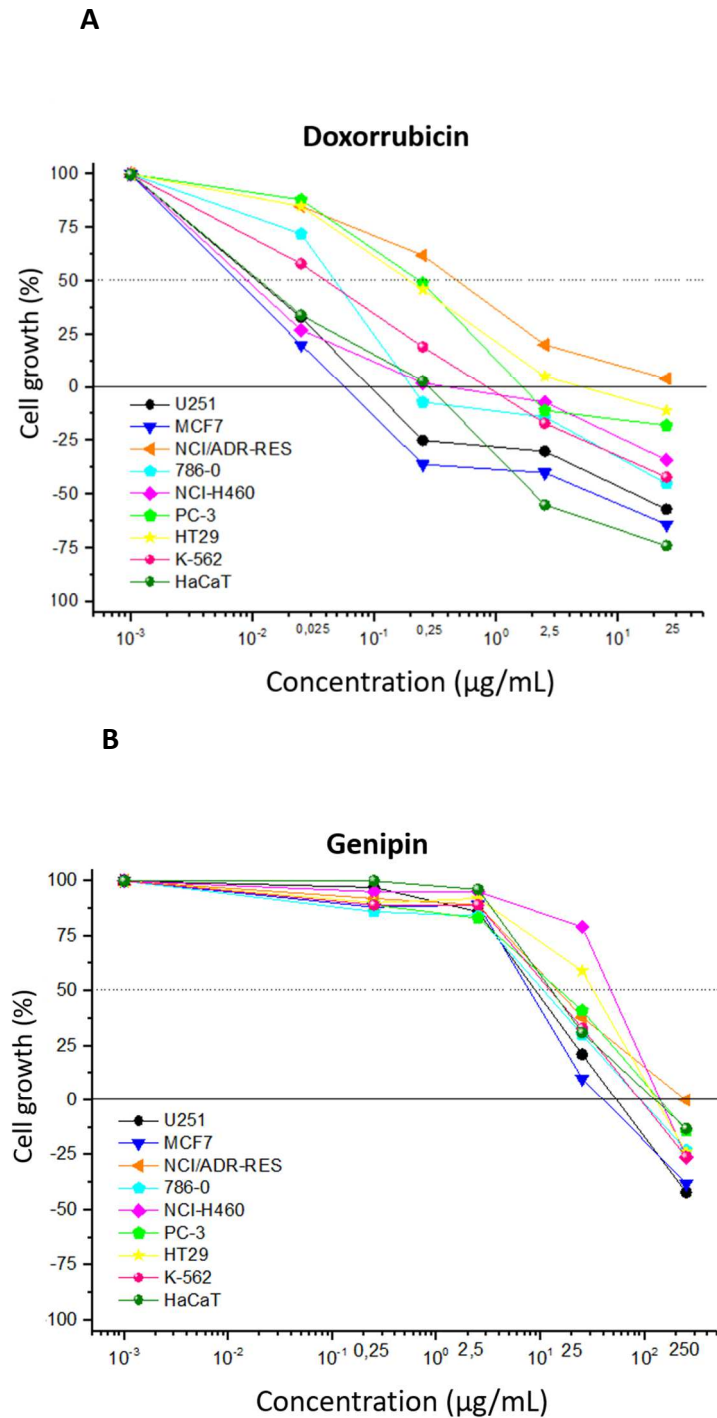 A
Doxorrubicin
Cell growth (%)
100
75
50
25
0
-25
-50
-75
100
U251
MCF7
NCI/ADR-RES
786-0
NCI-H460
PC-3
HT29
K-562
HaCaT
10⁻³ 10⁻² 0,025 10⁻¹ 0,25 10⁰ 2,5 10¹ 25
Concentration (µg/mL)
B
Genipin
Cell growth (%)
100
75
50
25
0
-25
-50
-75
-100
U251
MCF7
NCI/ADR-RES
786-0
NCI-H460
PC-3
HT29
K-562
HaCaT
10⁻³ 10⁻² 10⁻¹ 0,25 10⁰ 2,5 10¹ 25 10² 250
Concentration (µg/mL)